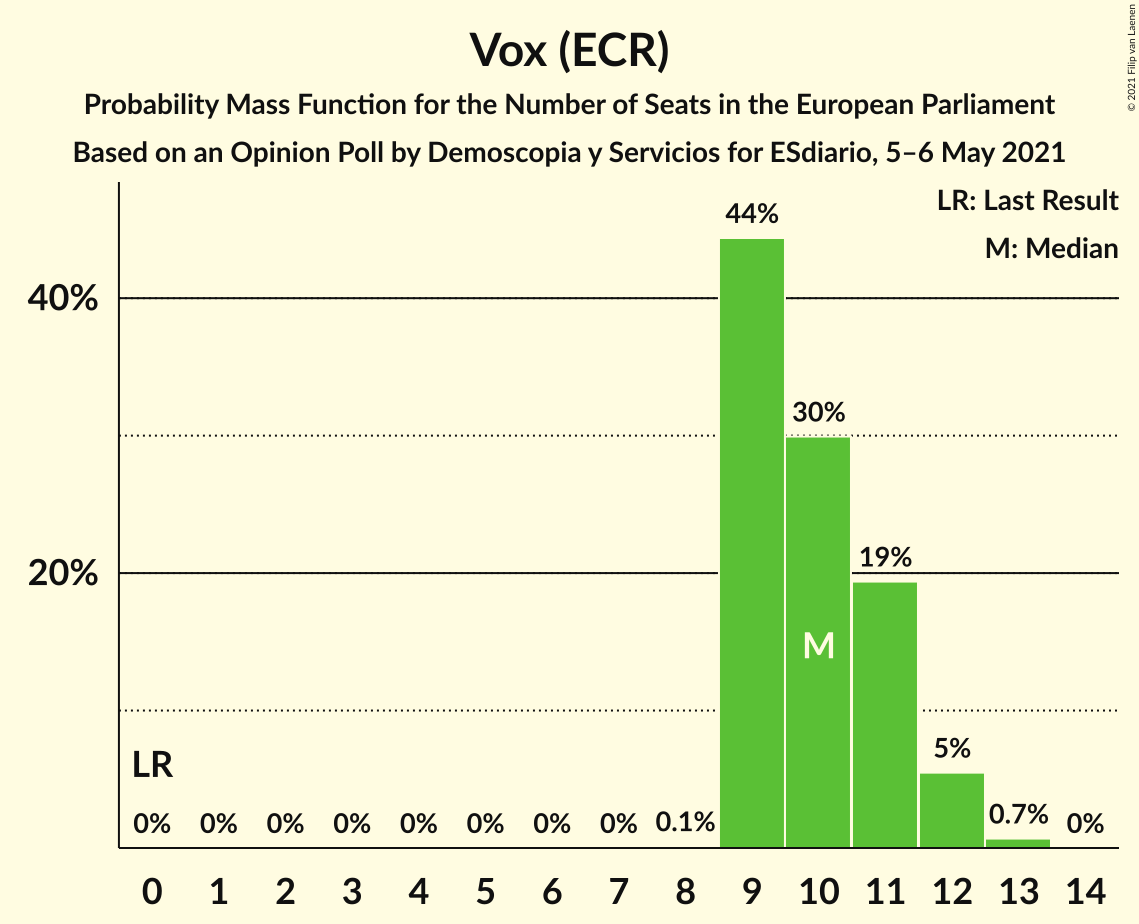 Vox (ECR)
Probability Mass Function for the Number of Seats in the European Parliament
Based on an Opinion Poll by Demoscopia y Servicios for ESdiario, 5–6 May 2021
© 2021 Filip van Laenen
LR: Last Result
M: Median
44%
40%
30%
19%
20%
M
5%
LR
0% 0% 0% 0% 0% 0% 0% 0% 0.1% 0.7% 0%
0 1 2 3 4 5 6 7 8 9 10 11 12 13 14